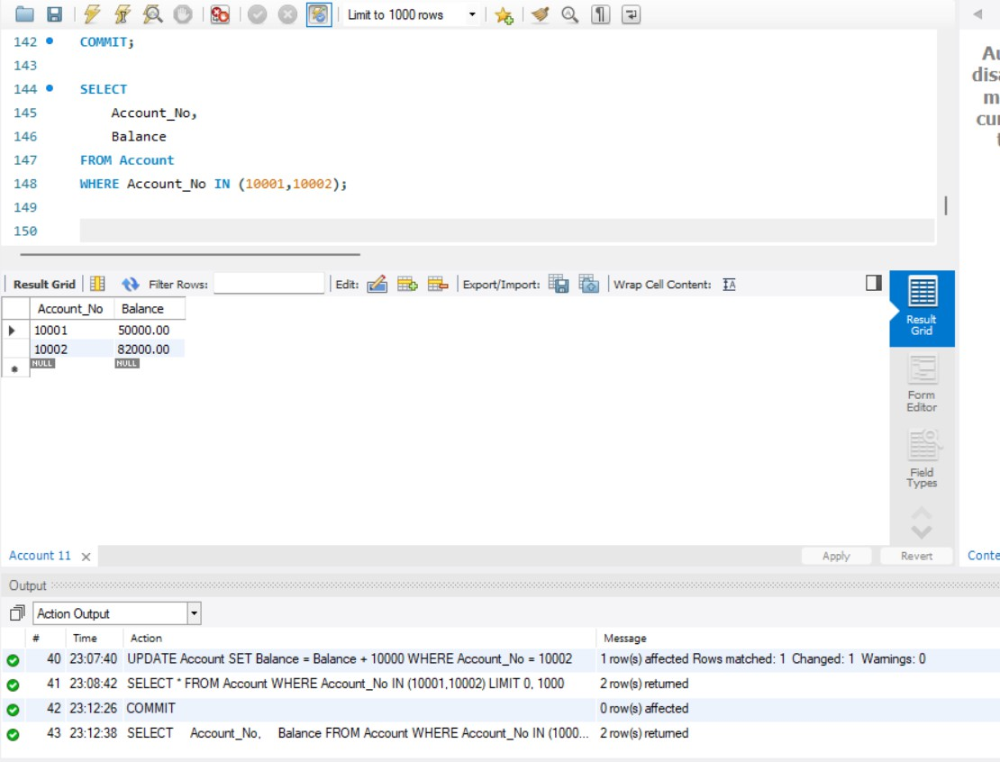 Limit to 1000 rows
142 COMMIT;
143
144 SELECT
145 Account_No,
146 Balance
147 FROM Account
148 WHERE Account_No IN (10001,10002);
149
150
Result Grid Filter Rows: Edit: Export/Import: Wrap Cell Content:
Account_No Balance
10001 50000.00
10002 82000.00
NULL NULL
Result
Grid
Form
Editor
Field
Types
Account 11
Apply Revert
Output
Action Output
# Time Action Message
40 23:07:40 UPDATE Account SET Balance = Balance + 10000 WHERE Account_No = 10002 1 row(s) affected Rows matched: 1 Changed: 1 Warnings: 0
41 23:08:42 SELECT * FROM Account WHERE Account_No IN (10001,10002) LIMIT 0, 1000 2 row(s) returned
42 23:12:26 COMMIT 0 row(s) affected
43 23:12:38 SELECT Account_No, Balance FROM Account WHERE Account_No IN (1000... 2 row(s) returned